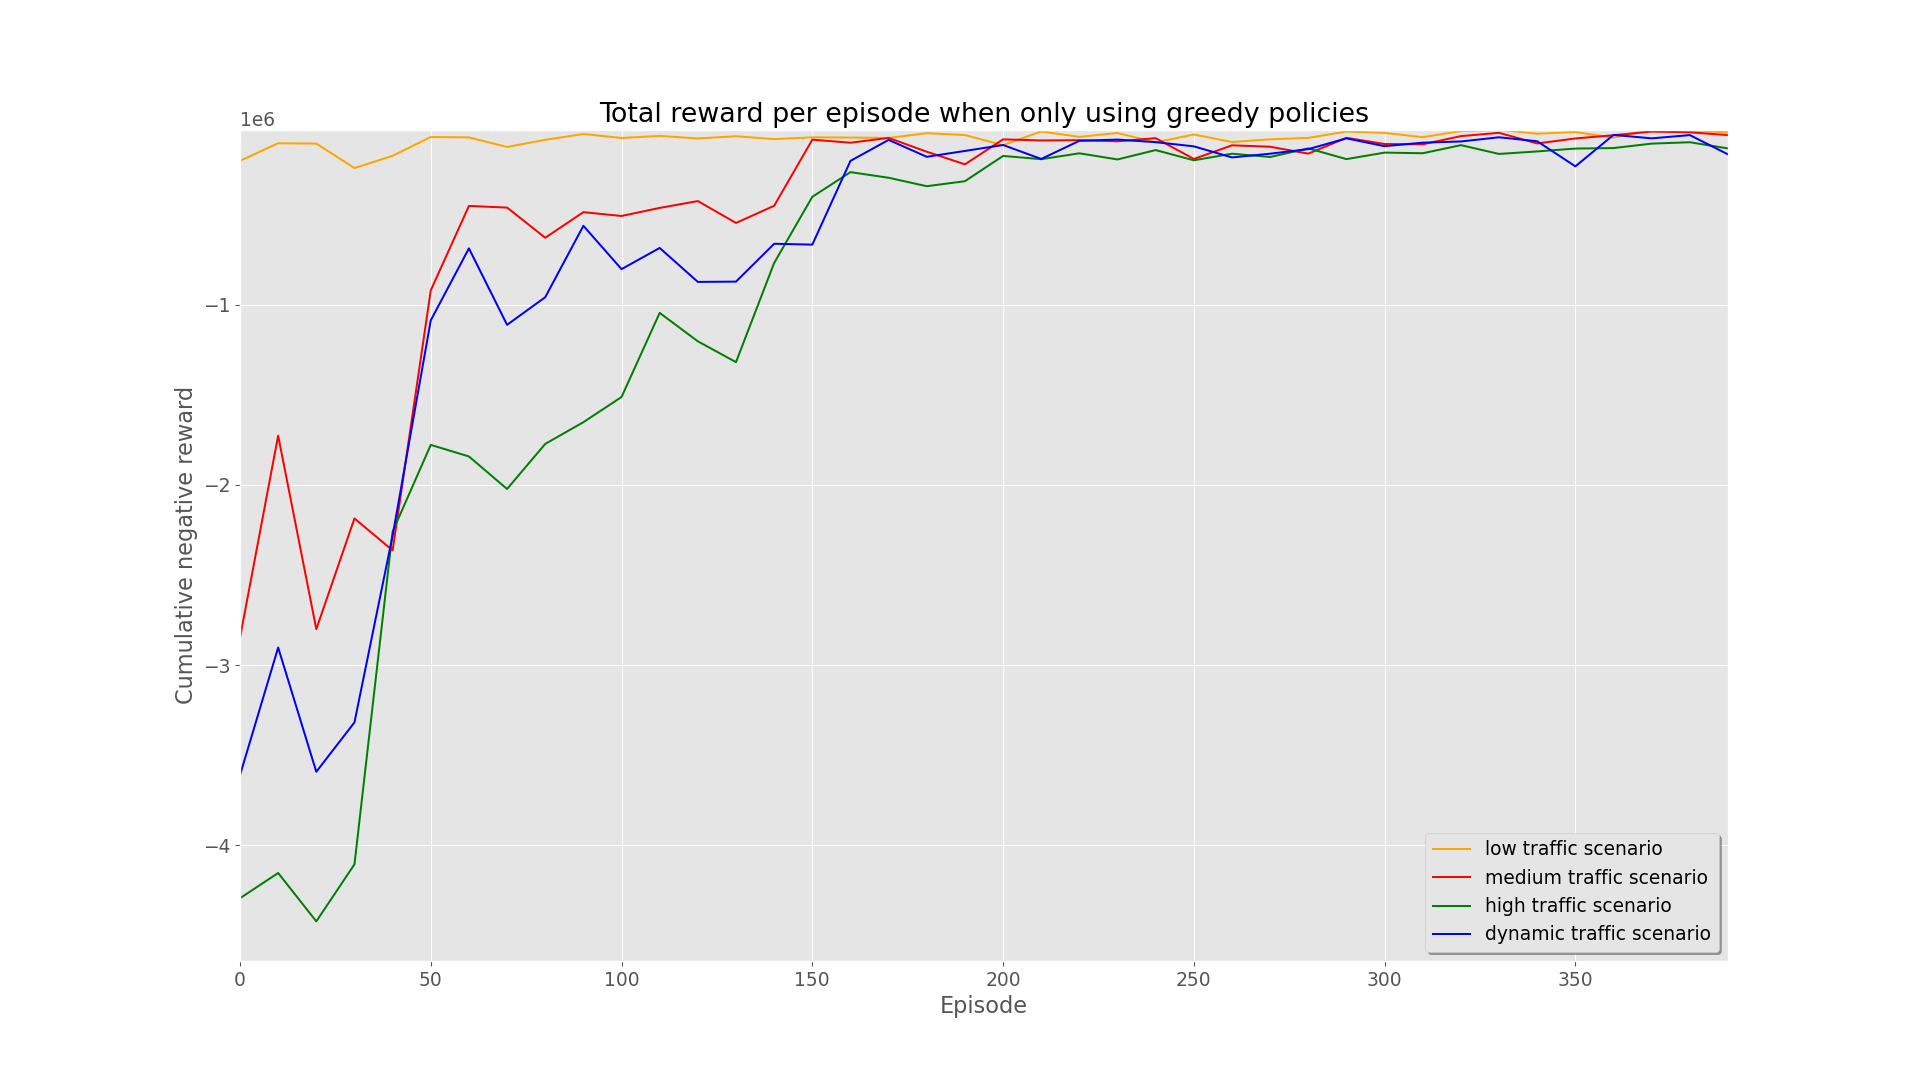 Total reward per episode when only using greedy policies
1e6
−1
−2
−3
−4
Cumulative negative reward
0 50 100 150 200 250 300 350
Episode
low traffic scenario
medium traffic scenario
high traffic scenario
dynamic traffic scenario